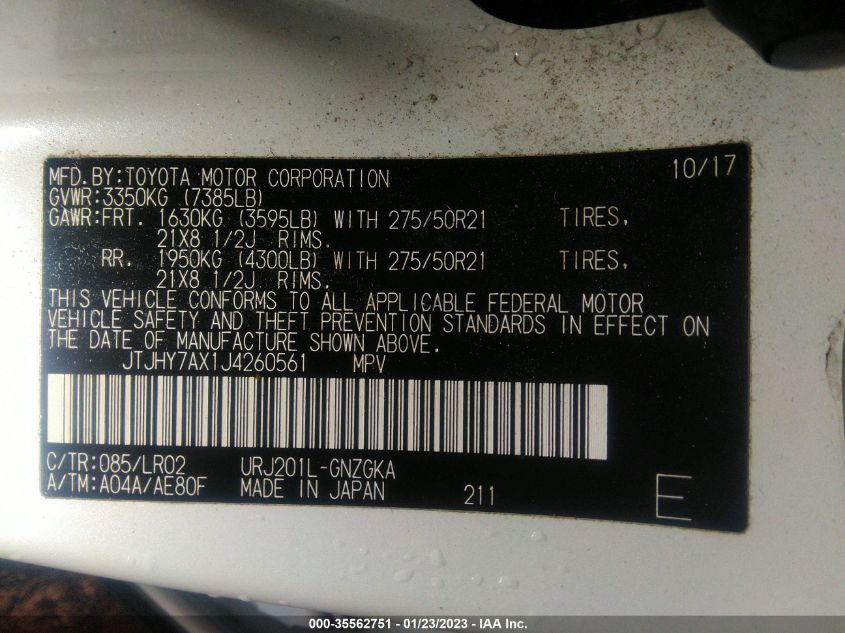 MFD.BY:TOYOTA MOTOR CORPORATION 10/17
GVWR:3350KG (7385LB)
GAWR:FRT. 1630KG (3595LB) WITH 275/50R21 TIRES,
21X8 1/2J RIMS.
RR. 1950KG (4300LB) WITH 275/50R21 TIRES,
21X8 1/2J RIMS.
THIS VEHICLE CONFORMS TO ALL APPLICABLE FEDERAL MOTOR
VEHICLE SAFETY AND THEFT PREVENTION STANDARDS IN EFFECT ON
THE DATE OF MANUFACTURE SHOWN ABOVE.
JTJHY7AX1J4260561 MPV
C/TR:085/LR02 URJ201L-GNZGKA
A/TM:A04A/AE80F MADE IN JAPAN 211 E
000-35562751 - 01/23/2023 - IAA Inc.